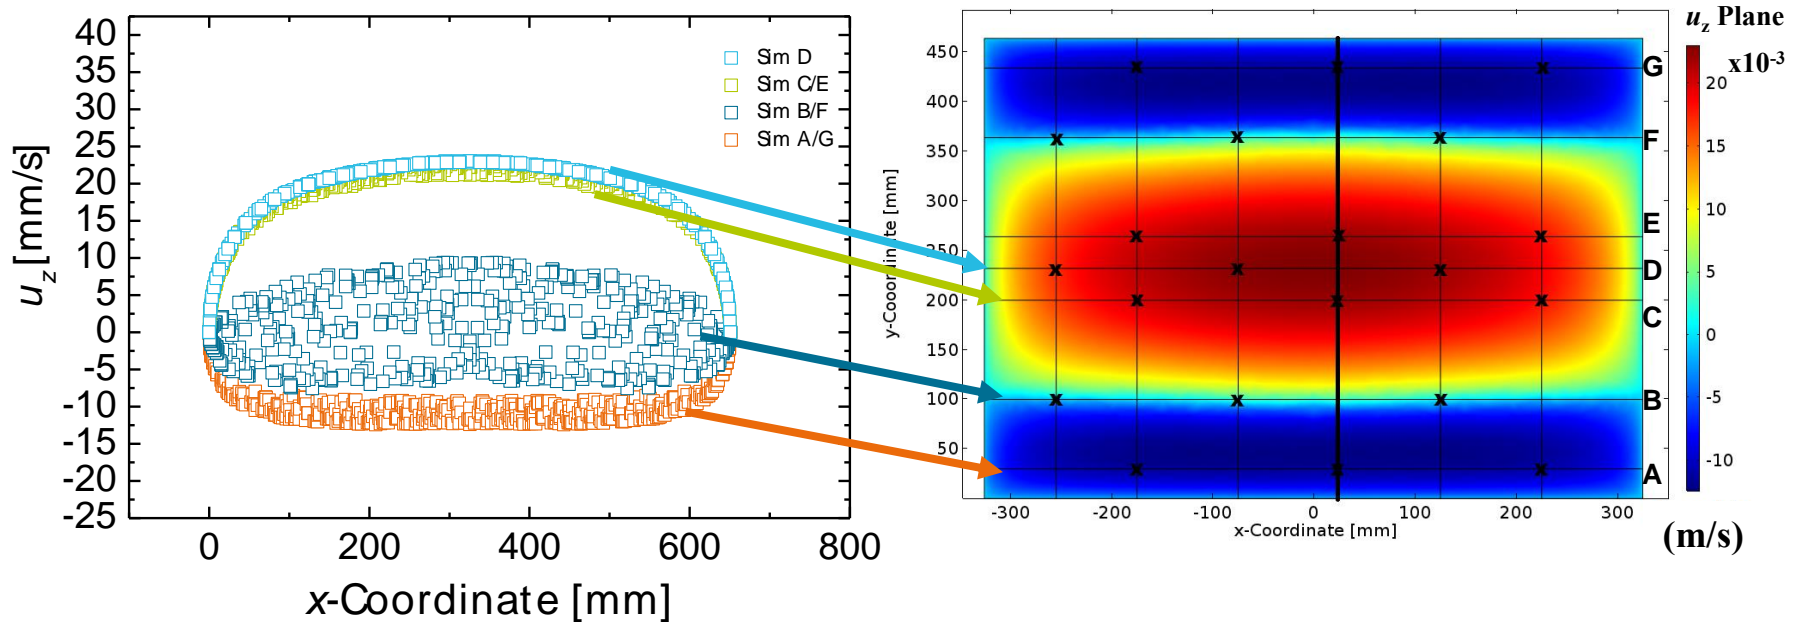 40
35
30
25
20
15
10
5
0
-5
-10
-15
-20
-25
u_z [mm/s]
0
200
400
600
800
x-Coordinate [mm]
Sim D
Sim C/E
Sim B/F
Sim A/G
450
400
350
300
250
200
150
100
50
y-Cooordinate [mm]
-300
-200
-100
0
100
200
300
x-Coordinate [mm]
G
F
E
D
C
B
A
u_z Plane
x10⁻³
20
15
10
5
0
-5
-10
(m/s)